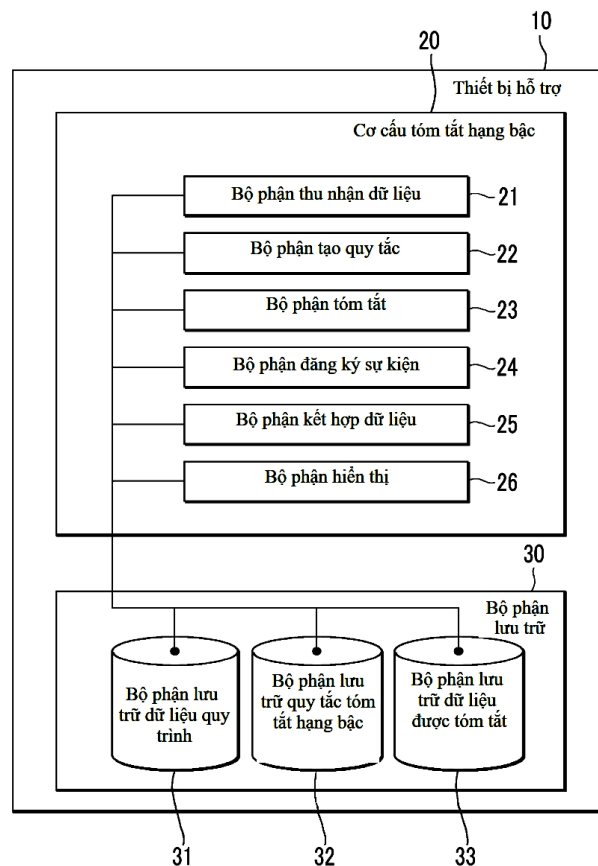 10
20
Thiết bị hỗ trợ
Cơ cấu tóm tắt hạng bậc
Bộ phận thu nhận dữ liệu
21
Bộ phận tạo quy tắc
22
Bộ phận tóm tắt
23
Bộ phận đăng ký sự kiện
24
Bộ phận kết hợp dữ liệu
25
Bộ phận hiển thị
26
30
Bộ phận
lưu trữ
Bộ phận lưu
trữ dữ liệu quy
trình
Bộ phận lưu
trữ quy tắc tóm
tắt hạng bậc
Bộ phận lưu
trữ dữ liệu
được tóm tắt
31
32
33